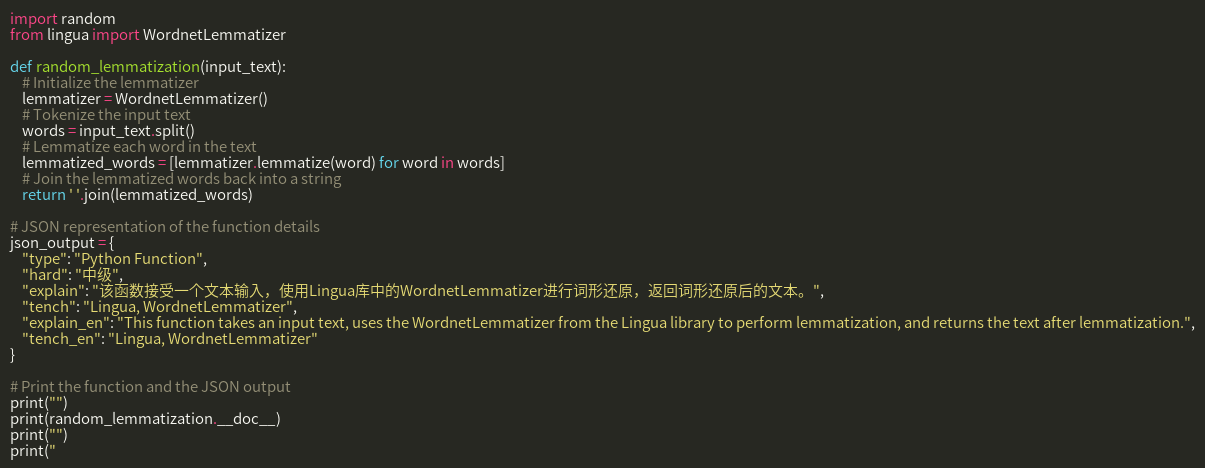 import random
from lingua import WordnetLemmatizer

def random_lemmatization(input_text):
    # Initialize the lemmatizer
    lemmatizer = WordnetLemmatizer()
    # Tokenize the input text
    words = input_text.split()
    # Lemmatize each word in the text
    lemmatized_words = [lemmatizer.lemmatize(word) for word in words]
    # Join the lemmatized words back into a string
    return ' '.join(lemmatized_words)

# JSON representation of the function details
json_output = {
    "type": "Python Function",
    "hard": "中级",
    "explain": "该函数接受一个文本输入，使用Lingua库中的WordnetLemmatizer进行词形还原，返回词形还原后的文本。",
    "tench": "Lingua, WordnetLemmatizer",
    "explain_en": "This function takes an input text, uses the WordnetLemmatizer from the Lingua library to perform lemmatization, and returns the text after lemmatization.",
    "tench_en": "Lingua, WordnetLemmatizer"
}

# Print the function and the JSON output
print("")
print(random_lemmatization.__doc__)
print("")
print("